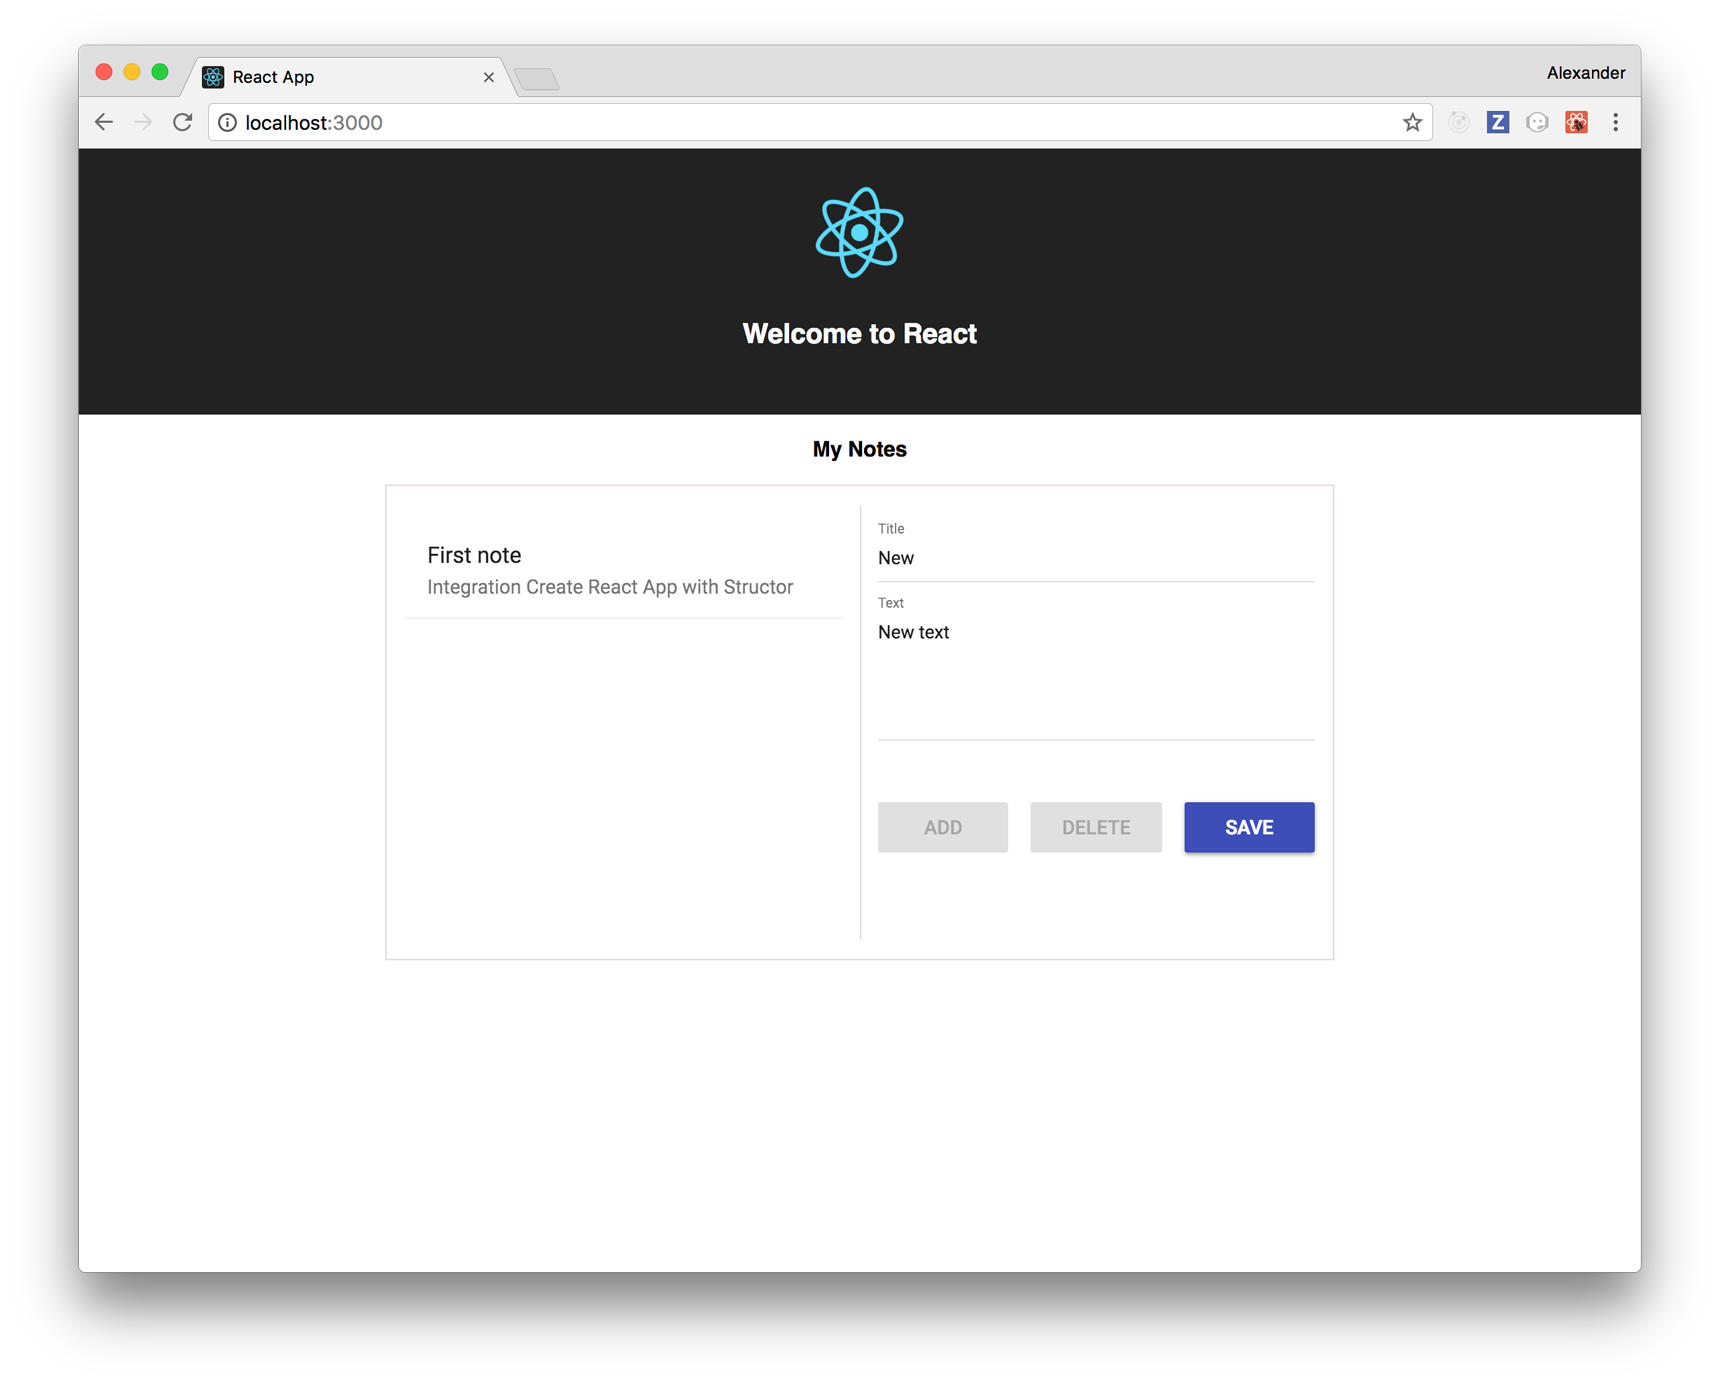 React App
Alexander
localhost:3000
Z
Welcome to React
My Notes
First note
Integration Create React App with Structor
Title
New
Text
New text
ADD
DELETE
SAVE